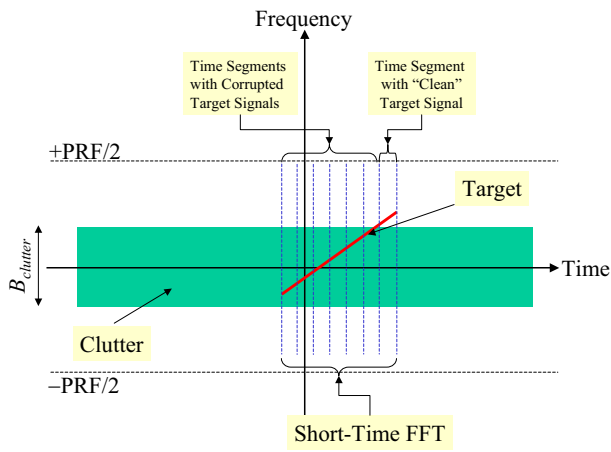 Frequency
Time Segments
with Corrupted
Target Signals
Time Segment
with “Clean”
Target Signal
+PRF/2
Target
B_clutter
Time
Clutter
−PRF/2
Short-Time FFT